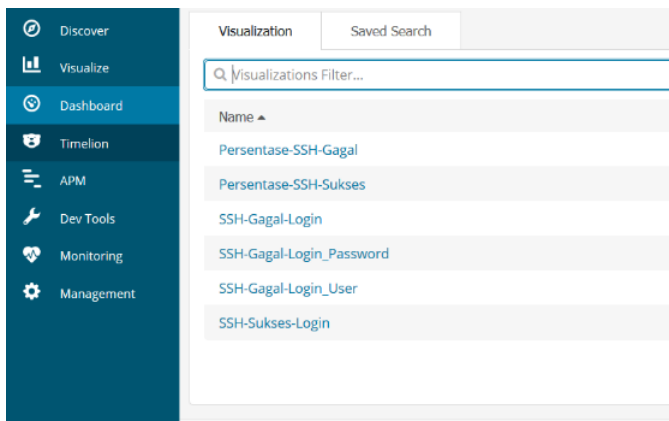 Discover
Visualize
Dashboard
Timelion
APM
Dev Tools
Monitoring
Management
Visualization
Saved Search
Visualizations Filter...
Name
Persentase-SSH-Gagal
Persentase-SSH-Sukses
SSH-Gagal-Login
SSH-Gagal-Login_Password
SSH-Gagal-Login_User
SSH-Sukses-Login